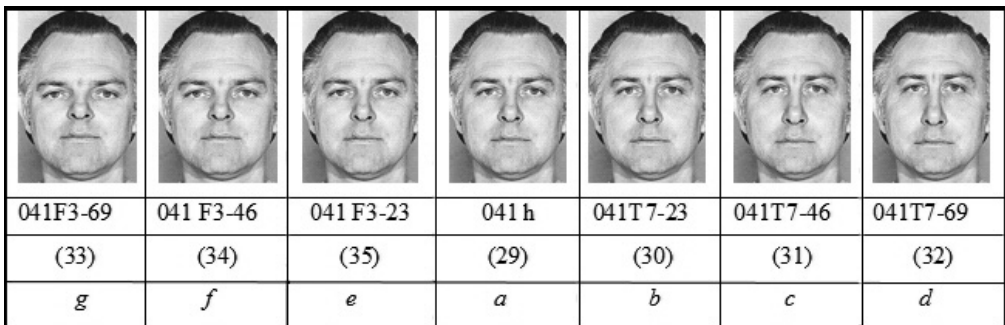 041F3-69 041 F3-46 041 F3-23 041 h 041T7-23 041T7-46 041T7-69
(33) (34) (35) (29) (30) (31) (32)
g f e a b c d